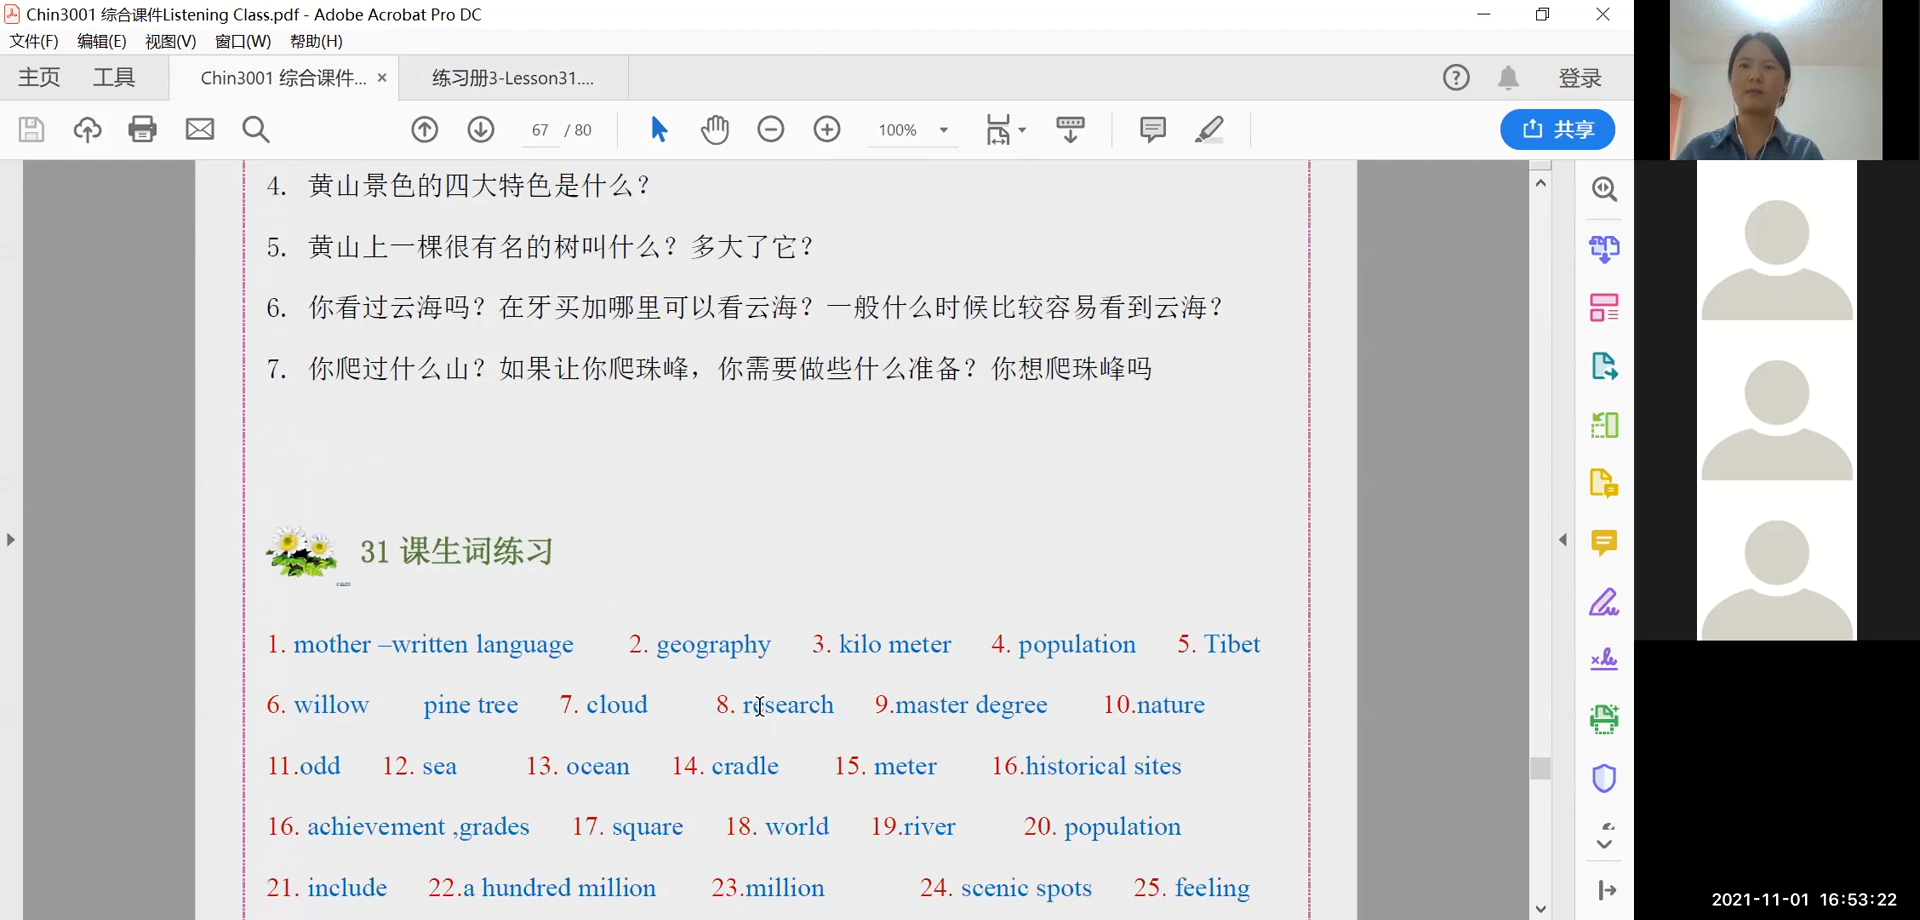 Chin3001 综合课件Listening Class.pdf - Adobe Acrobat Pro DC
文件(F) 编辑(E) 视图(V) 窗口(W) 帮助(H)
主页 工具 Chin3001 综合课件... × 练习册3-Lesson31.... 登录
67 / 80 100% 共享
4. 黄山景色的四大特色是什么？
5. 黄山上一棵很有名的树叫什么？多大了它？
6. 你看过云海吗？在牙买加哪里可以看云海？一般什么时候比较容易看到云海？
7. 你爬过什么山？如果让你爬珠峰，你需要做些什么准备？你想爬珠峰吗
31 课生词练习
1. mother –written language 2. geography 3. kilo meter 4. population 5. Tibet
6. willow pine tree 7. cloud 8. research 9.master degree 10.nature
11.odd 12. sea 13. ocean 14. cradle 15. meter 16.historical sites
16. achievement ,grades 17. square 18. world 19.river 20. population
21. include 22.a hundred million 23.million 24. scenic spots 25. feeling
2021-11-01 16:53:22